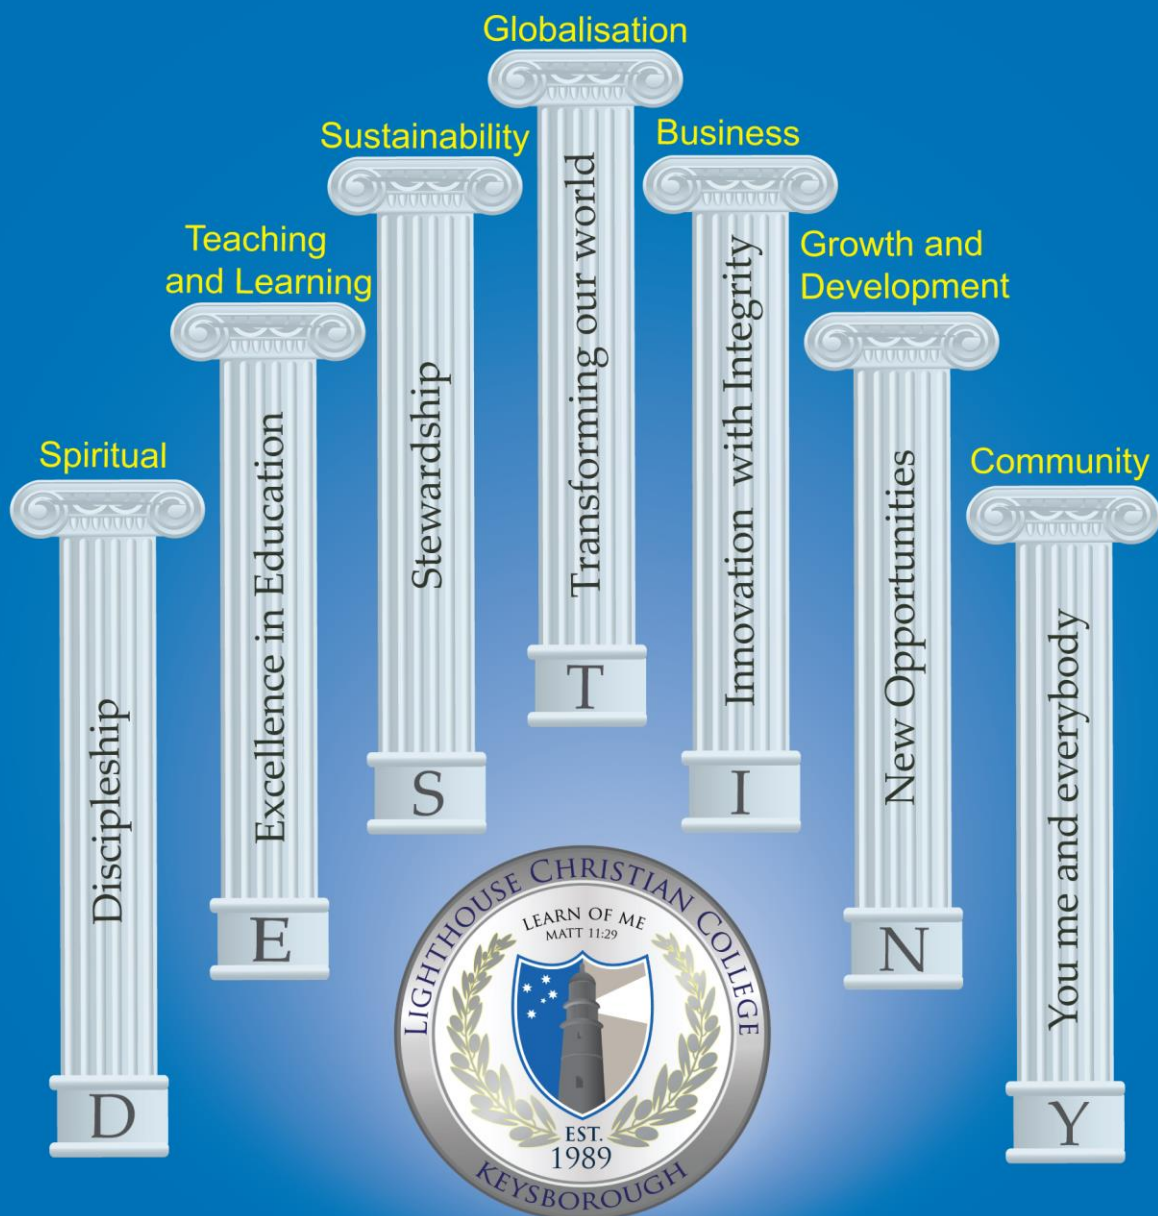 Globalisation
Sustainability
Business
Teaching
and Learning
Growth and
Development
Spiritual
Community
Discipleship
Excellence in Education
Stewardship
Transforming our world
Innovation with Integrity
New Opportunities
You me and everybody
D
E
S
T
I
N
Y
LIGHTHOUSE CHRISTIAN COLLEGE
LEARN OF ME
MATT 11:29
EST.
1989
KEYSBOROUGH